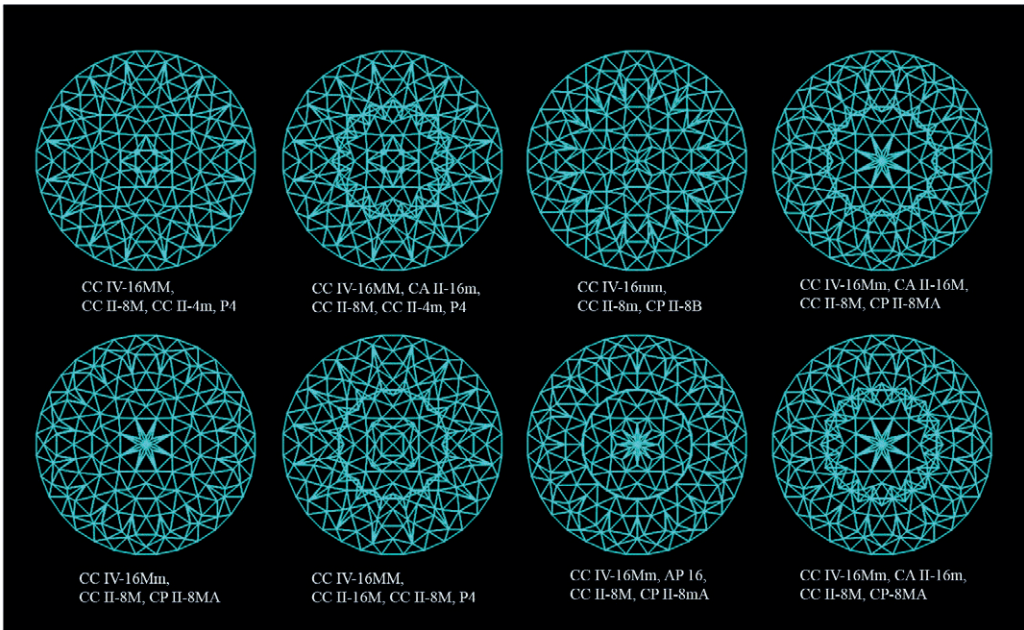 CC IV-16MM,
CC II-8M, CC II-4m, P4
CC IV-16MM, CA II-16m,
CC II-8M, CC II-4m, P4
CC IV-16mm,
CC II-8m, CP II-8B
CC IV-16Mm, CA II-16M,
CC II-8M, CP II-8MA
CC IV-16Mm,
CC II-8M, CP II-8MA
CC IV-16MM,
CC II-16M, CC II-8M, P4
CC IV-16Mm, AP 16,
CC II-8M, CP II-8mA
CC IV-16Mm, CA II-16m,
CC II-8M, CP-8MA